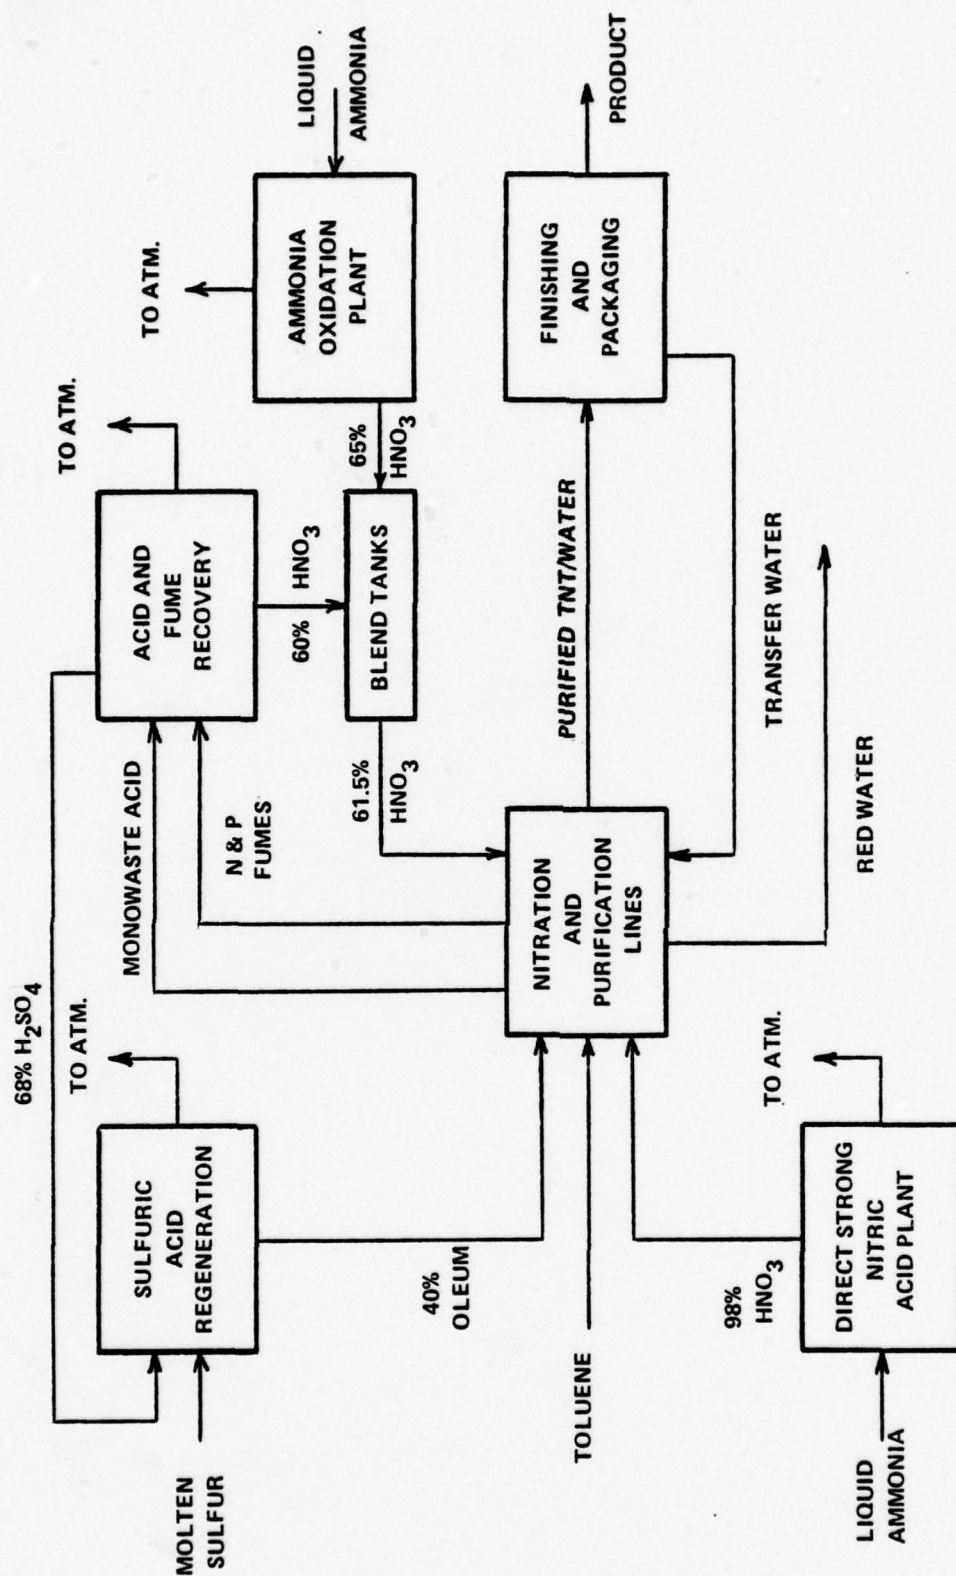 68% H2SO4
TO ATM.
TO ATM.
TO ATM.
MOLTEN
SULFUR
SULFURIC
ACID
REGENERATION
MONOWASTE ACID
N & P
FUMES
ACID AND
FUME
RECOVERY
60% HNO3
AMMONIA
OXIDATION
PLANT
LIQUID
AMMONIA
65%
HNO3
BLEND TANKS
61.5%
HNO3
40%
OLEUM
TOLUENE
NITRATION
AND
PURIFICATION
LINES
PURIFIED TNT/WATER
FINISHING
AND
PACKAGING
PRODUCT
TRANSFER WATER
RED WATER
98%
HNO3
TO ATM.
DIRECT STRONG
NITRIC
ACID PLANT
LIQUID
AMMONIA